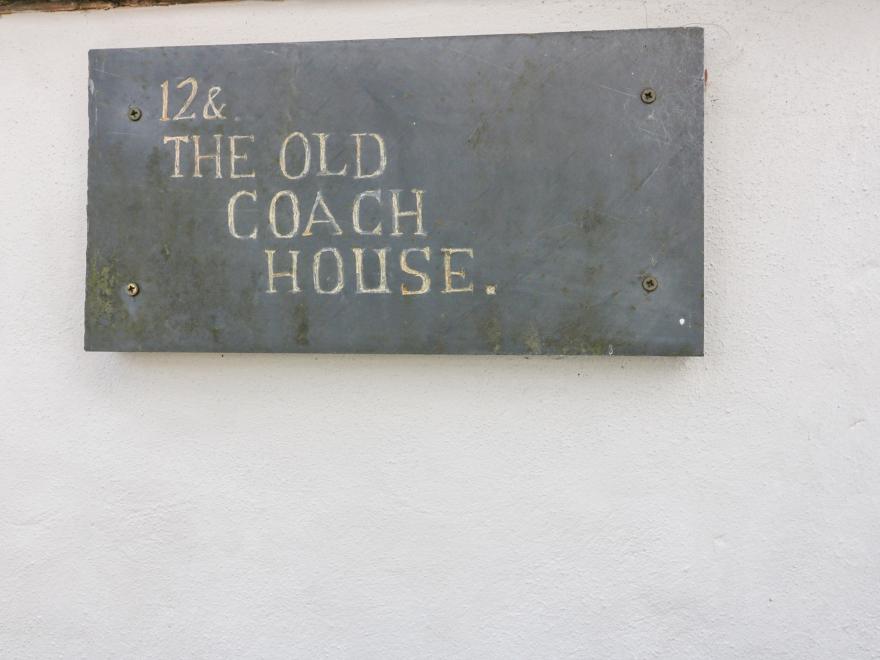 12&
THE OLD
COACH
HOUSE.